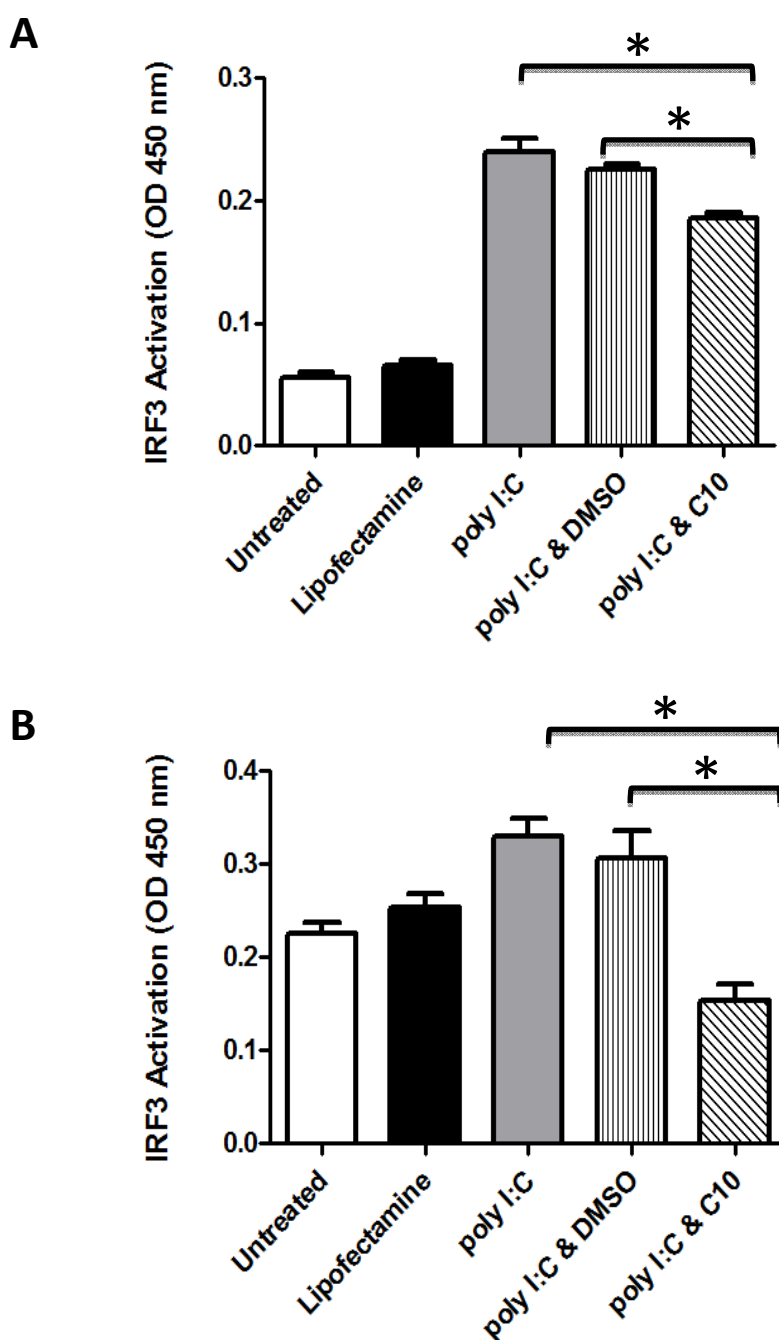 A
*
*
IRF3 Activation (OD 450 nm)
0.3
0.2
0.1
0.0
Untreated
Lipofectamine
poly I:C
poly I:C & DMSO
poly I:C & C10
B
*
*
IRF3 Activation (OD 450 nm)
0.4
0.3
0.2
0.1
0.0
Untreated
Lipofectamine
poly I:C
poly I:C & DMSO
poly I:C & C10